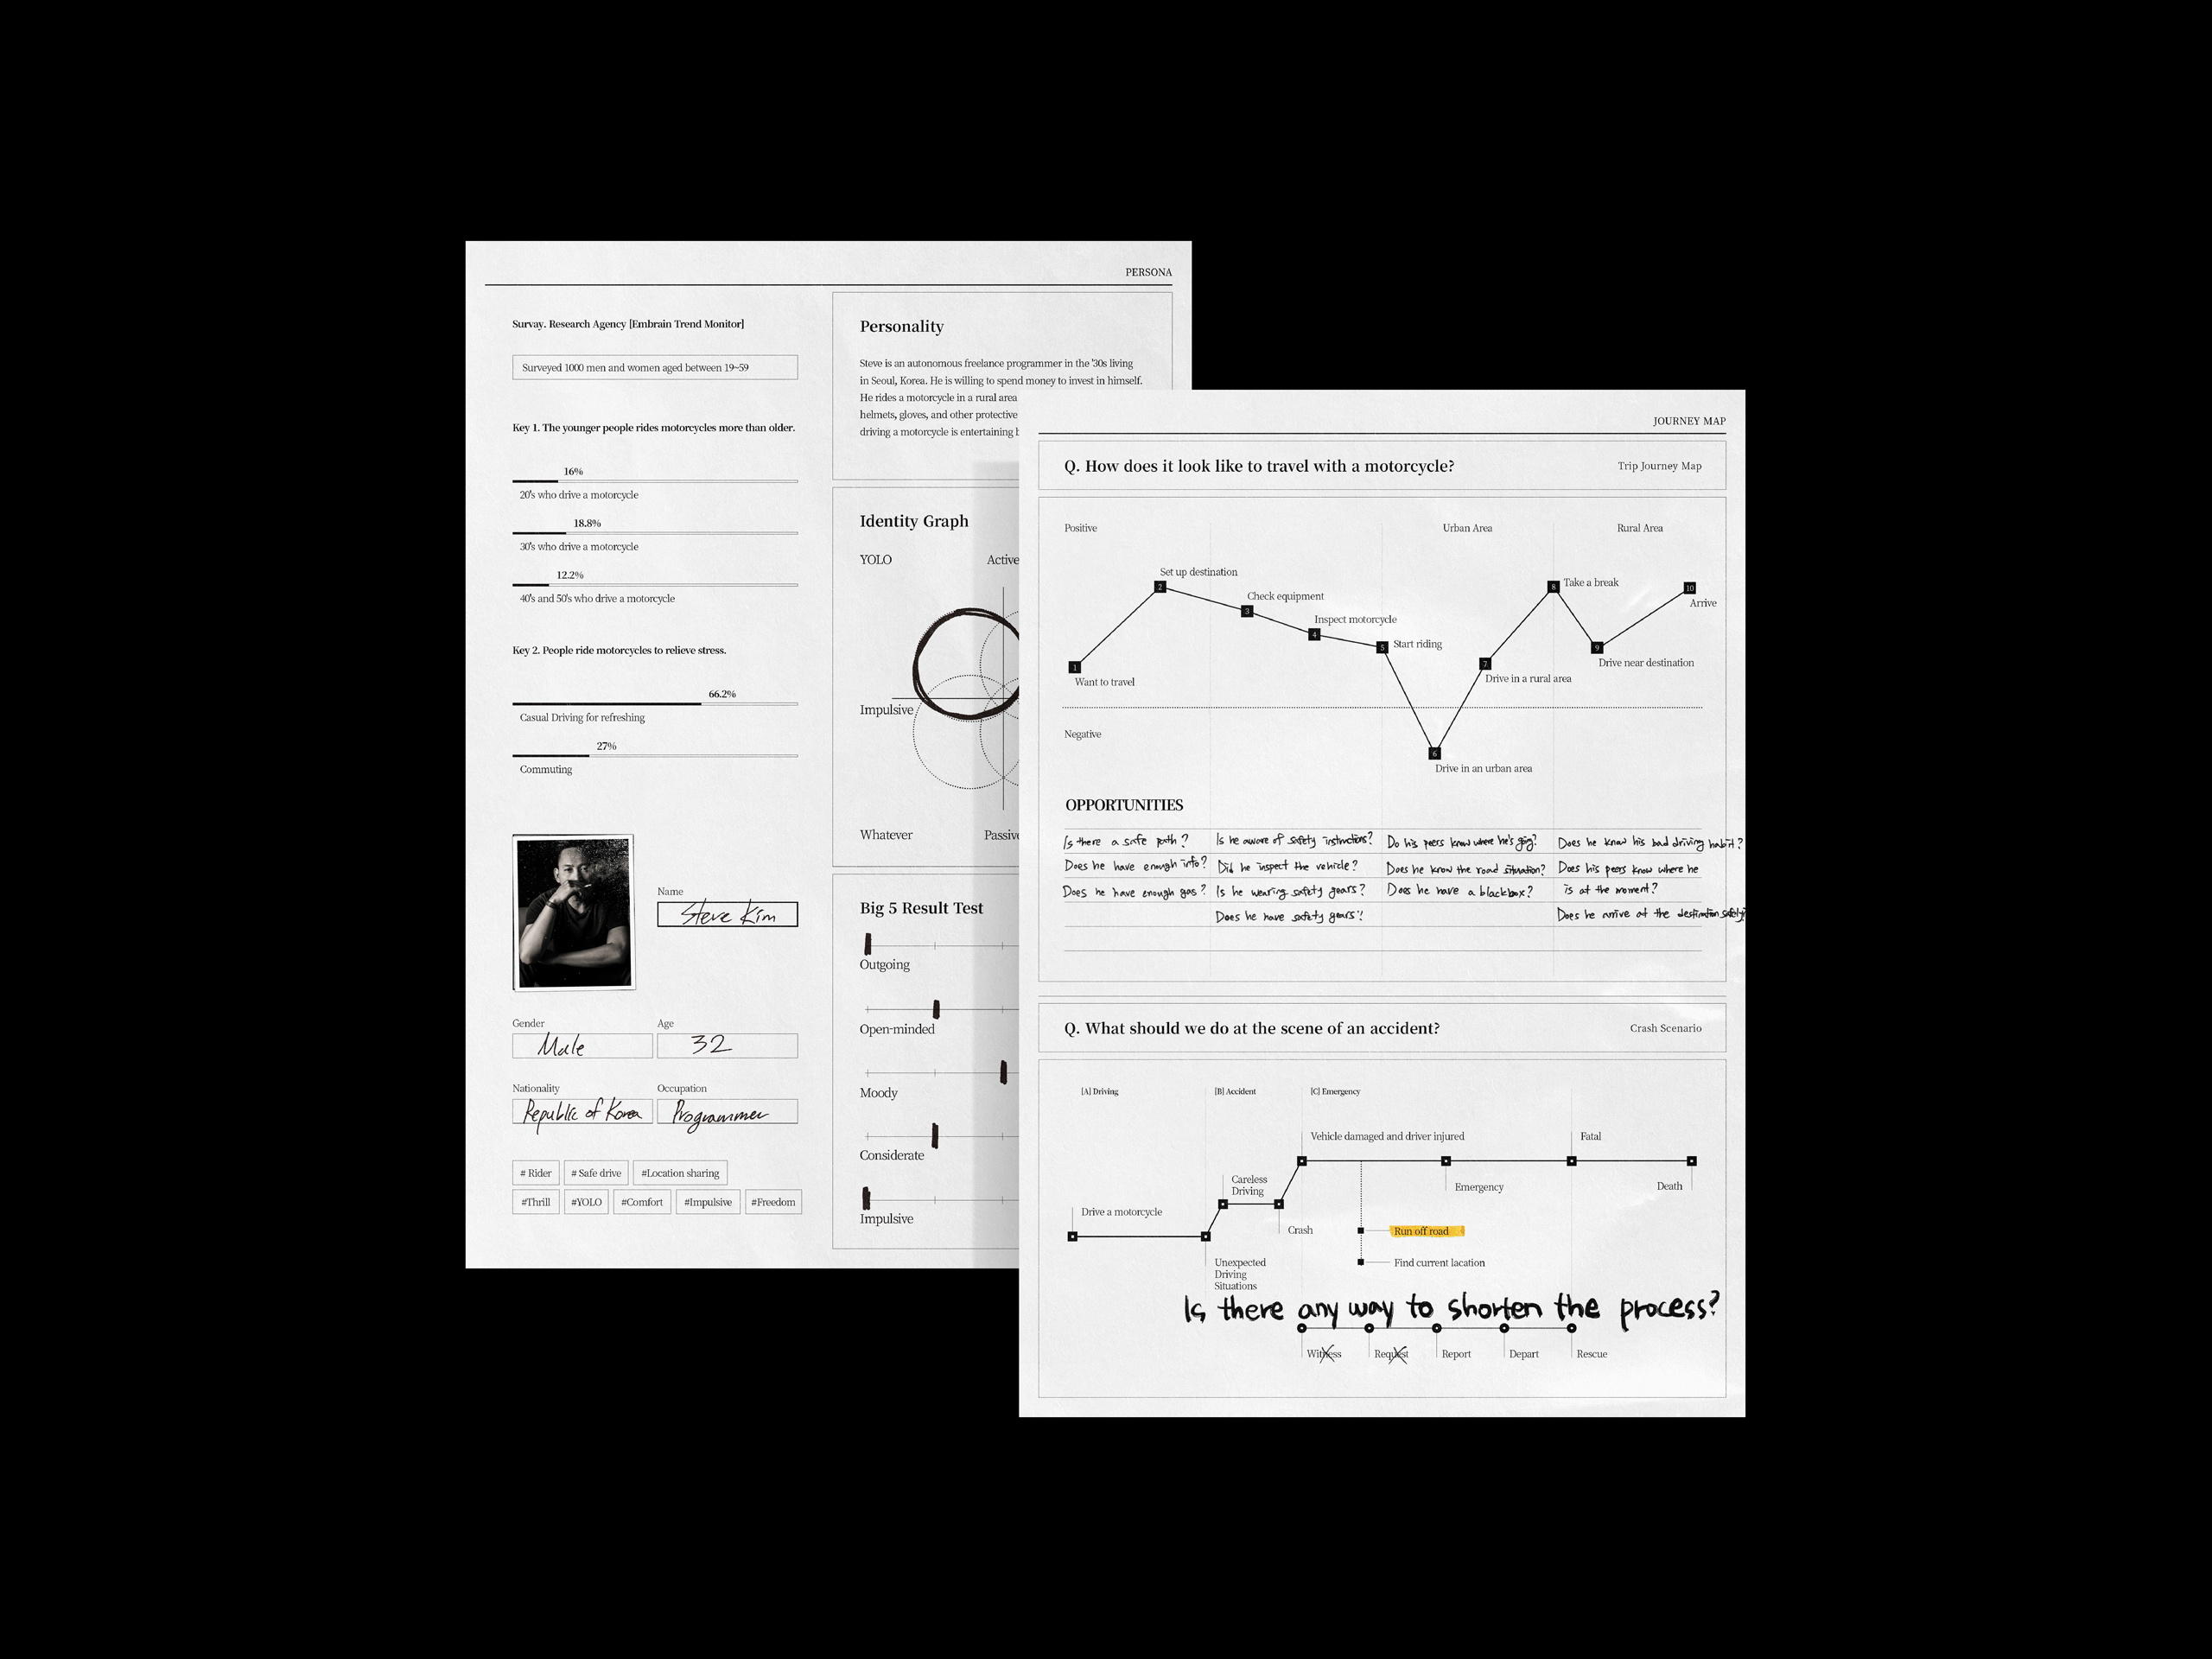 PERSONA
Survay. Research Agency [Embrain Trend Monitor]
Surveyed 1000 men and women aged between 19~59
Key 1. The younger people rides motorcycles more than older.
16%
20's who drive a motorcycle
18.8%
30's who drive a motorcycle
12.2%
40's and 50's who drive a motorcycle
Key 2. People ride motorcycles to relieve stress.
66.2%
Casual Driving for refreshing
27%
Commuting
Name
Steve Kim
Gender
Male
Age
32
Nationality
Republic of Korea
Occupation
Programmer
# Rider
# Safe drive
#Location sharing
#Thrill
#YOLO
#Comfort
#Impulsive
#Freedom
Personality
Steve is an autonomous freelance programmer in the '30s living
in Seoul, Korea. He is willing to spend money to invest in himself.
He rides a motorcycle in a rural area
helmets, gloves, and other protective
driving a motorcycle is entertaining
Identity Graph
YOLO
Active
Impulsive
Whatever
Passive
Big 5 Result Test
Outgoing
Open-minded
Moody
Considerate
Impulsive
JOURNEY MAP
Q. How does it look like to travel with a motorcycle?
Trip Journey Map
Positive
Urban Area
Rural Area
1
Want to travel
2
Set up destination
3
Check equipment
4
Inspect motorcycle
5
Start riding
6
Drive in an urban area
7
Drive in a rural area
8
Take a break
9
Drive near destination
10
Arrive
Negative
OPPORTUNITIES
Is there a safe path?
Does he have enough info?
Does he have enough gas?
Is he aware of safety instructions?
Did he inspect the vehicle?
Is he wearing safety gears?
Does he have safety gears?
Do his peers know where he's going?
Does he know the road situation?
Does he have a blackbox?
Does he know his bad driving habit?
Does his peers know where he
is at the moment?
Does he arrive at the destination safely?
Q. What should we do at the scene of an accident?
Crash Scenario
[A] Driving
[B] Accident
[C] Emergency
Drive a motorcycle
Unexpected
Driving
Situations
Careless
Driving
Crash
Vehicle damaged and driver injured
Emergency
Fatal
Death
Run off road
Find current lacation
Is there any way to shorten the process?
Witness
Request
Report
Depart
Rescue